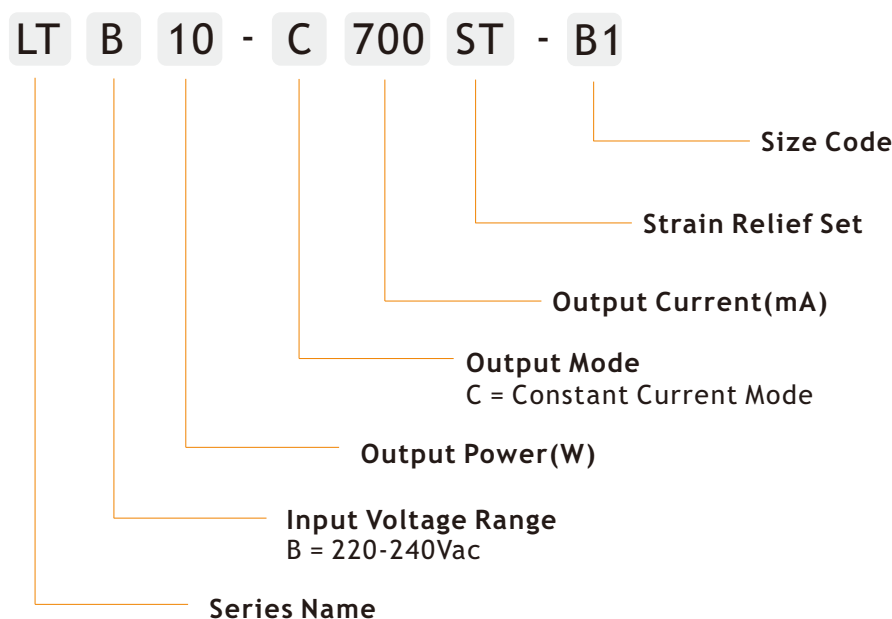 LT B 10 - C 700 ST - B1
Size Code
Strain Relief Set
Output Current(mA)
Output Mode
C = Constant Current Mode
Output Power(W)
Input Voltage Range
B = 220-240Vac
Series Name